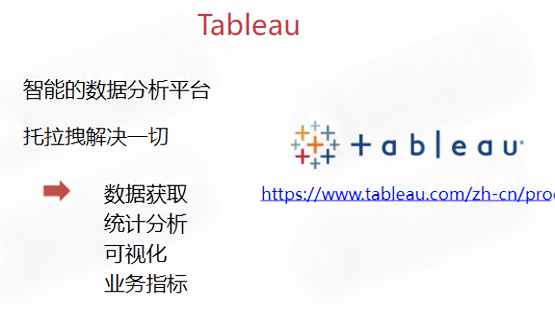 Tableau
智能的数据分析平台
托拉拽解决一切
数据获取
统计分析
可视化
业务指标
+ableau
https://www.tableau.com/zh-cn/pro